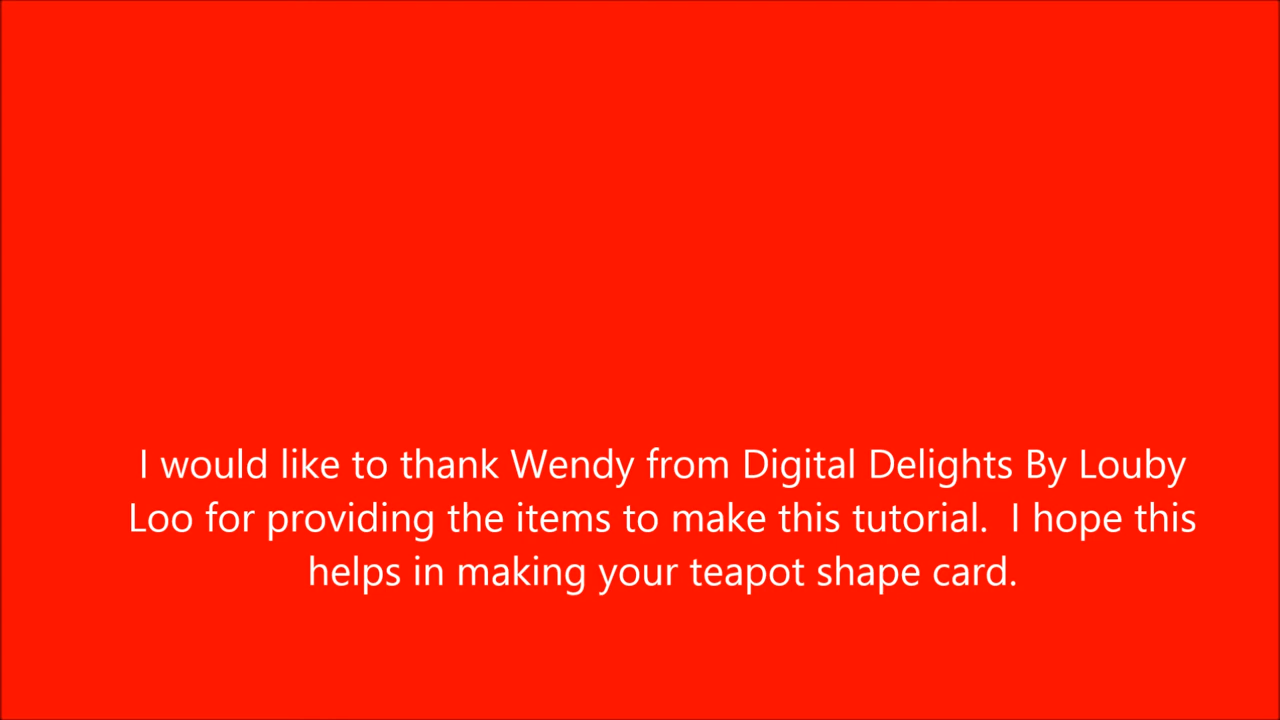 I would like to thank Wendy from Digital Delights By Louby
Loo for providing the items to make this tutorial.  I hope this
helps in making your teapot shape card.